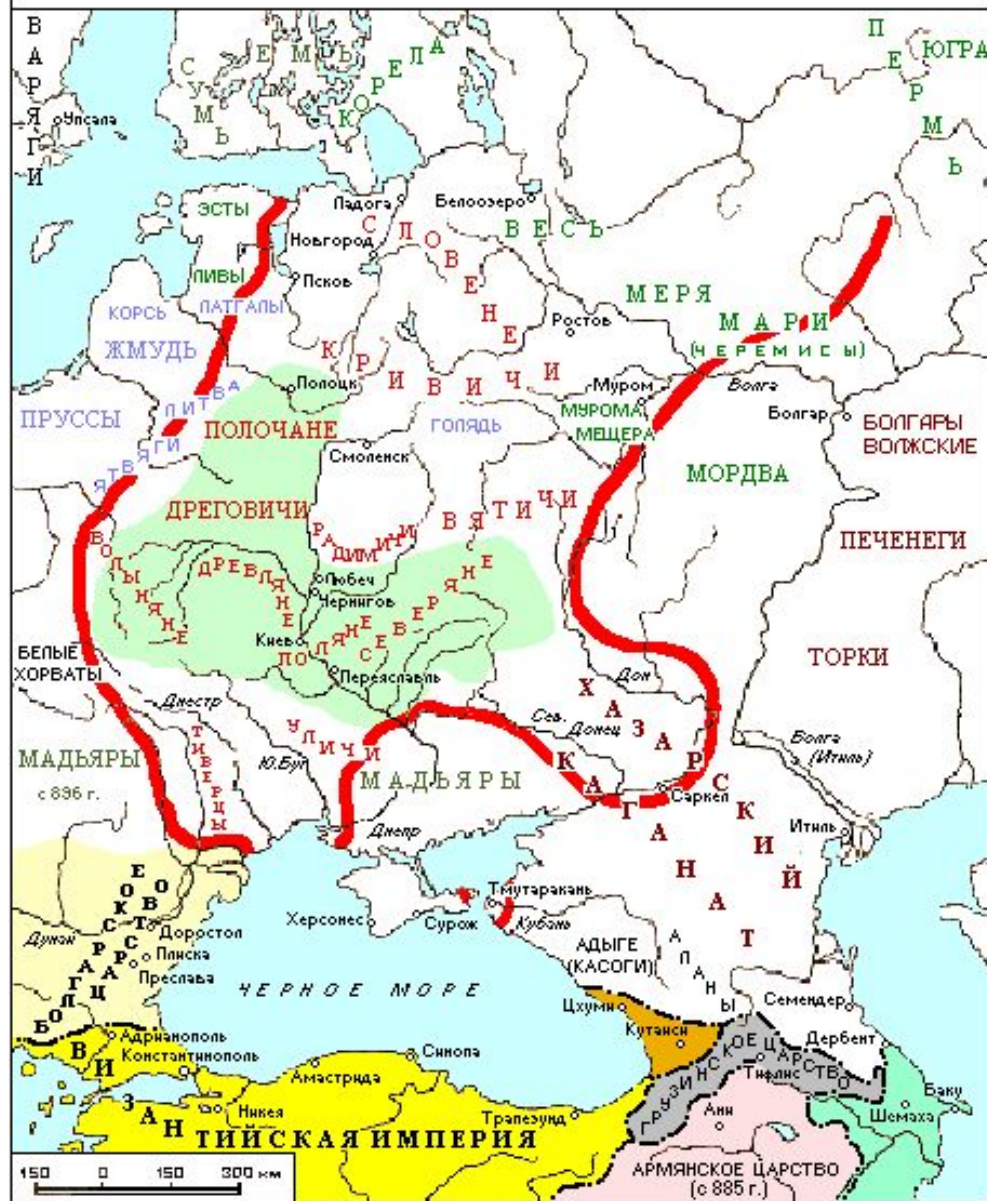 ВАРЯГИ
СУМЬ
ЕМЬ
КОРЕЛА
ПЕРМЬ
ЮГРА
Упсала
ЭСТЫ
Ладога
Белоозеро
СЛОВЕНЕ
ВЕСЬ
Новгород
ЛИВЫ
Псков
КОРСЬ
ЛАТГАЛЫ
МЕРЯ
Ростов
МАРИ
(ЧЕРЕМИСЫ)
ЖМУДЬ
КРИВИЧИ
Полоцк
Муром
Волга
Болгар
ЛИТВА
ПРУССЫ
ПОЛОЧАНЕ
ГОЛЯДЬ
МУРОМА
МЕЩЕРА
БОЛГАРЫ
ВОЛЖСКИЕ
Смоленск
ЯТВЯГИ
МОРДВА
ДРЕГОВИЧИ
ВЯТИЧИ
РАДИМИЧИ
ПЕЧЕНЕГИ
ВОЛЫНЯНЕ
ДРЕВЛЯНЕ
Любеч
Чернигов
СЕВЕРЯНЕ
Киев
ПОЛЯНЕ
Переяславль
БЕЛЫЕ
ХОРВАТЫ
ТОРКИ
Дон
Днестр
ХАЗАРСКИЙ
Сев.
Донец
УЛИЧИ
ТИВЕРЦЫ
Ю.Буг
МАДЬЯРЫ
с 896 г.
МАДЬЯРЫ
КАГАНАТ
Волга
(Итиль)
Саркел
Итиль
Днепр
Тмутаракань
Херсонес
Сурож
Кубань
БОЛГАРСКОЕ
ЦАРСТВО
Дунай
Доростол
Плиска
Преслава
АДЫГЕ
(КАСОГИ)
АЛАНЫ
ЧЕРНОЕ МОРЕ
Семендер
Цхуми
Кутаиси
Дербент
Адрианополь
Константинополь
Синопа
Амастрида
ГРУЗИНСКОЕ ЦАРСТВО
Тифлис
Баку
Шемаха
Никея
Трапезунд
Ани
ВИЗАНТИЙСКАЯ ИМПЕРИЯ
АРМЯНСКОЕ ЦАРСТВО
(с 885 г.)
150 0 150 300 км